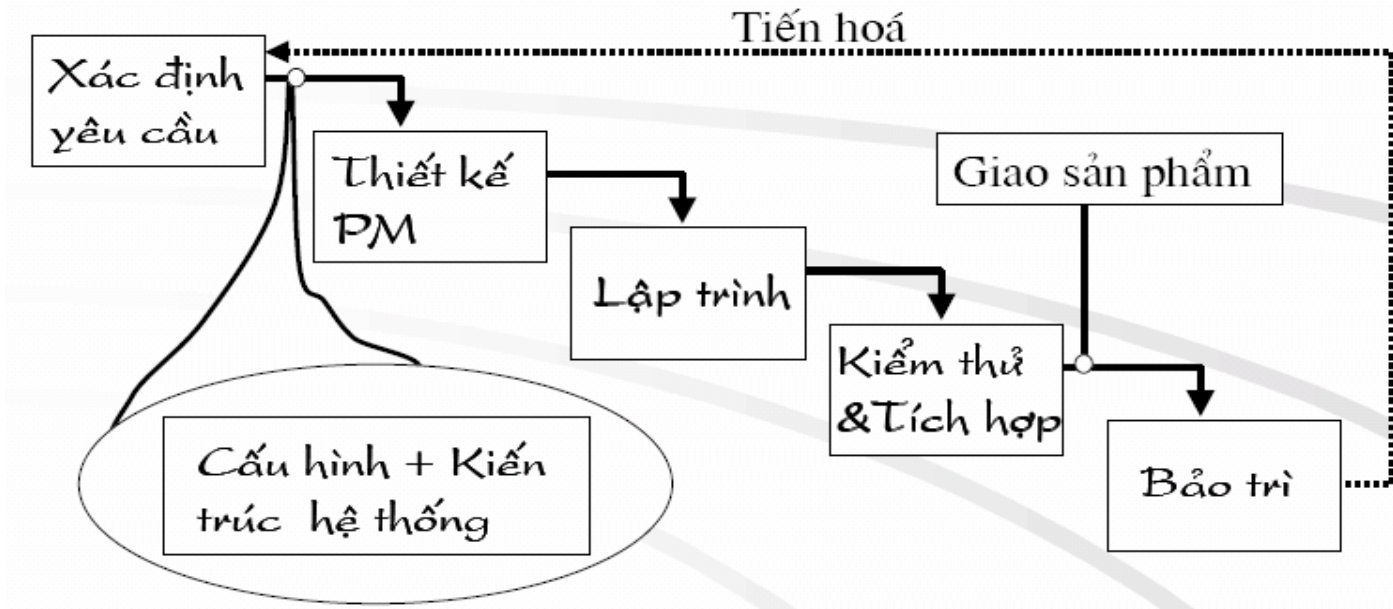 Tiến hoá
Xác định
yêu cầu
Thiết kế
PM
Giao sản phẩm
Lập trình
Kiểm thử
&Tích hợp
Cấu hình + Kiến
trúc hệ thống
Bảo trì